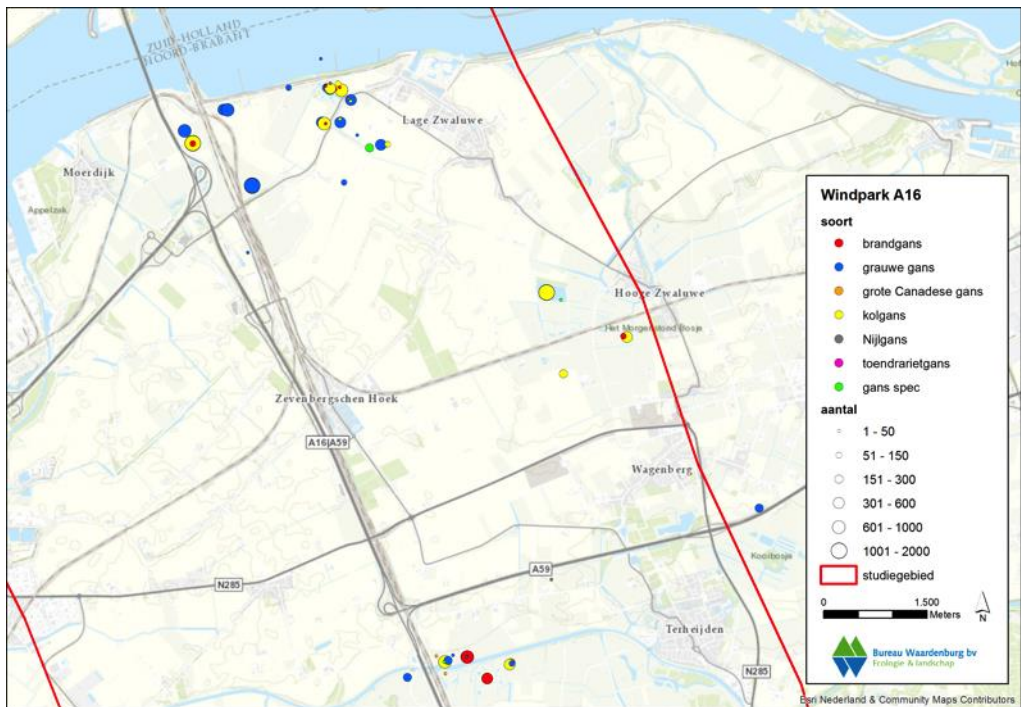 ZUID-HOLLAND
NOORD-BRABANT
Lage Zwaluwe
Moerdijk
Appelzak
Hooge Zwaluwe
Het Morgenstond Bosje
Zevenbergschen Hoek
A16|A59
Wagenberg
Kooibosje
A59
N285
Terheijden
N285
Windpark A16
soort
brandgans
grauwe gans
grote Canadese gans
kolgans
Nijlgans
toendrarietgans
gans spec
aantal
1 - 50
51 - 150
151 - 300
301 - 600
601 - 1000
1001 - 2000
studiegebied
0 1.500
Meters
N
Bureau Waardenburg bv
Ecologie & landschap
Esri Nederland & Community Maps Contributors